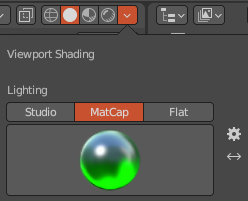 Viewport Shading
Lighting
Studio MatCap Flat